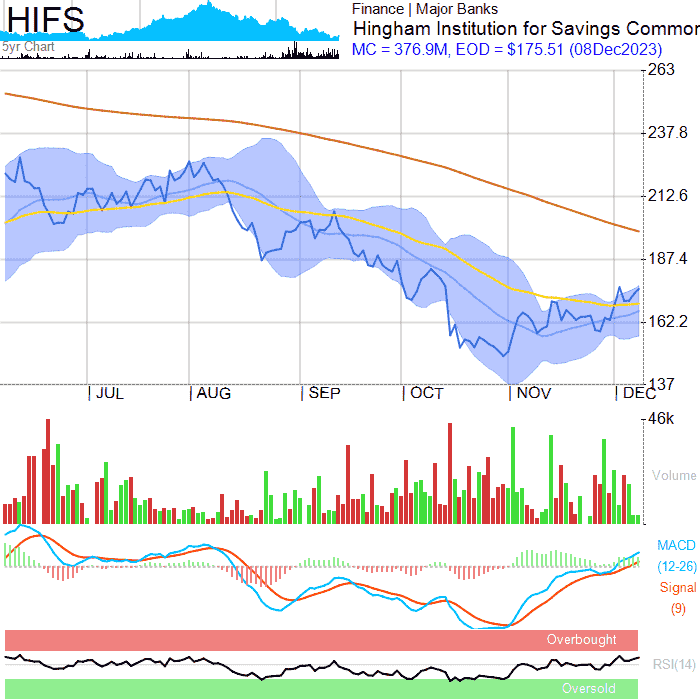 HIFS
5yr Chart
Finance | Major Banks
Hingham Institution for Savings Common
MC = 376.9M, EOD = $175.51 (08Dec2023)
263
237.8
212.6
187.4
162.2
137
JUL AUG SEP OCT NOV DEC
46k
Volume
MACD
(12-26)
Signal
(9)
Overbought
RSI(14)
Oversold